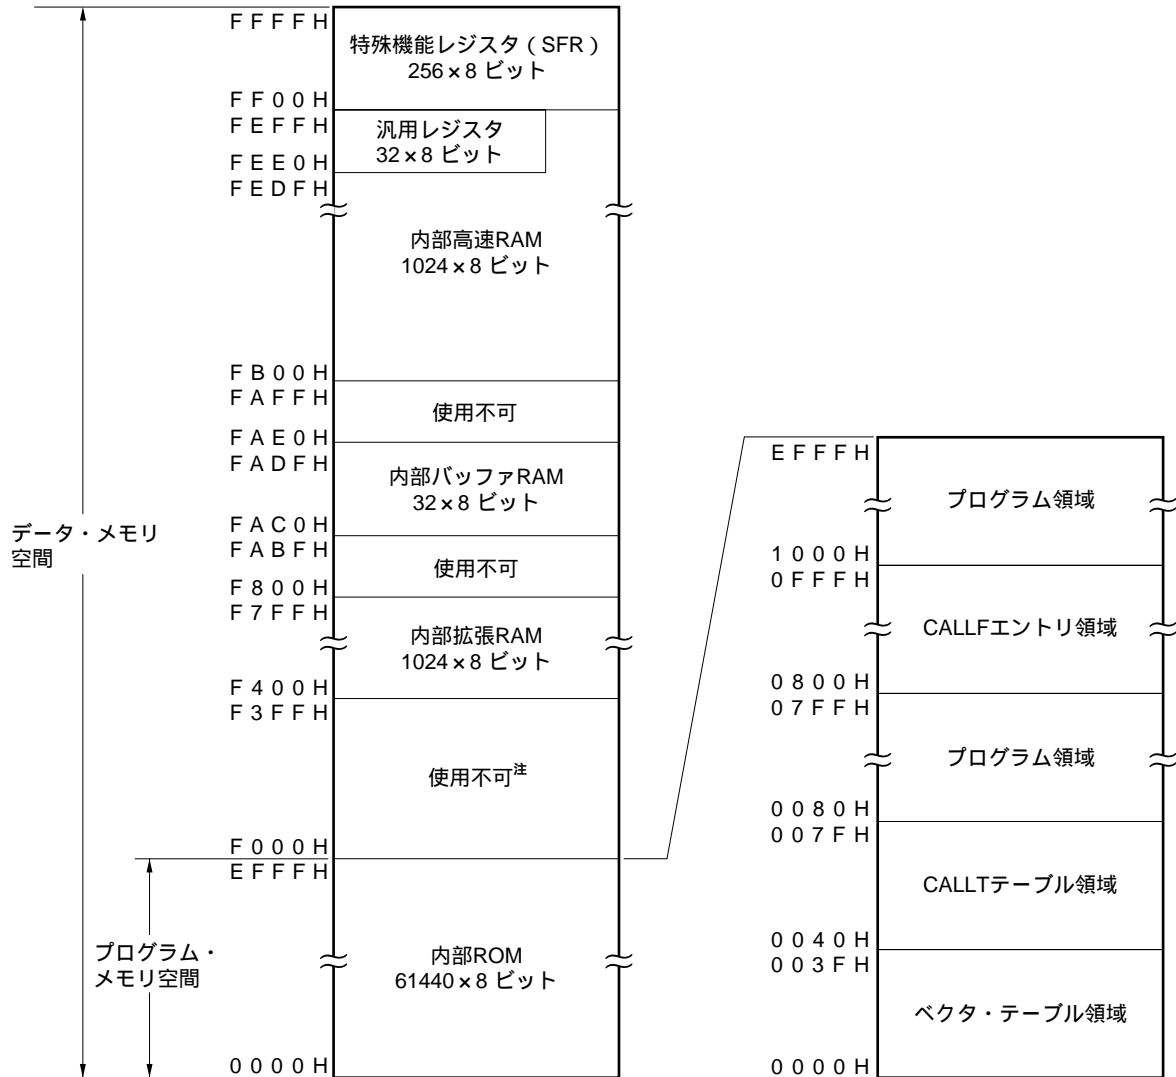 FFFFH
特殊機能レジスタ（SFR）
256×8 ビット
FF00H
FEFFH
汎用レジスタ
32×8 ビット
FEE0H
FEDFH
内部高速RAM
1024×8 ビット
FB00H
FAFFH
使用不可
FAE0H
FADFH
内部バッファRAM
32×8 ビット
FAC0H
FABFH
使用不可
F800H
F7FFH
内部拡張RAM
1024×8 ビット
F400H
F3FFH
使用不可注
F000H
EFFFH
内部ROM
61440×8 ビット
0000H
データ・メモリ
空間
プログラム・
メモリ空間
EFFFH
プログラム領域
1000H
0FFFH
CALLFエントリ領域
0800H
07FFH
プログラム領域
0080H
007FH
CALLTテーブル領域
0040H
003FH
ベクタ・テーブル領域
0000H